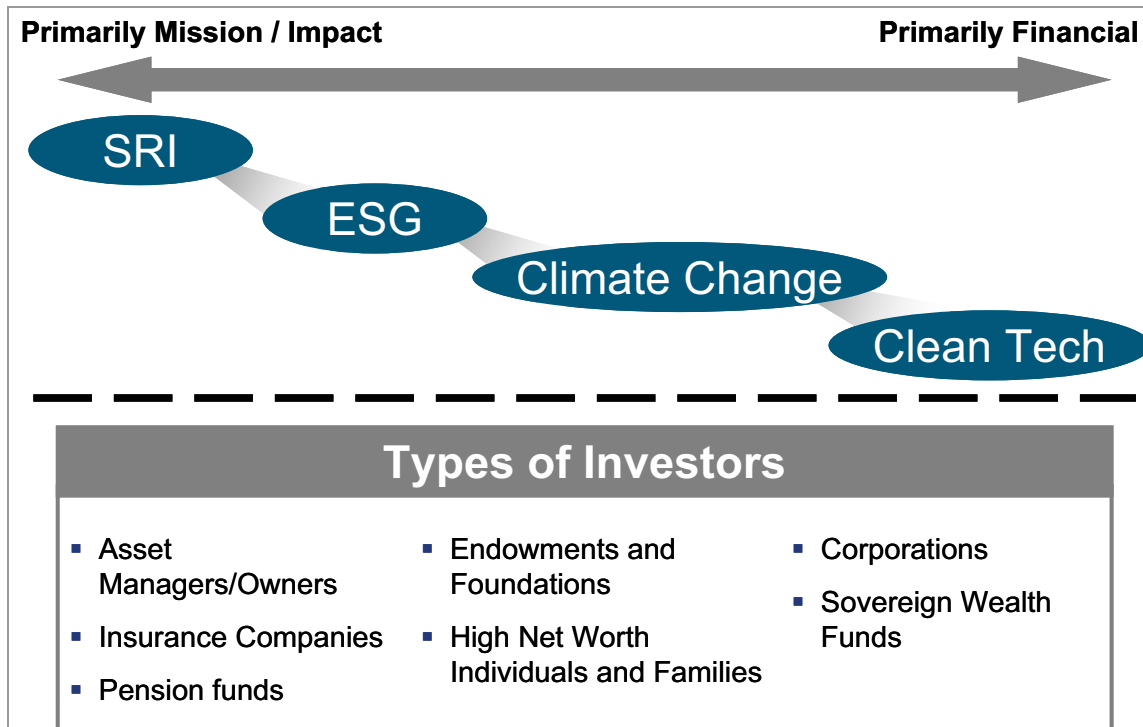 Primarily Mission / Impact
Primarily Financial
SRI
ESG
Climate Change
Clean Tech
Types of Investors
Asset
Managers/Owners
Insurance Companies
Pension funds
Endowments and
Foundations
High Net Worth
Individuals and Families
Corporations
Sovereign Wealth
Funds